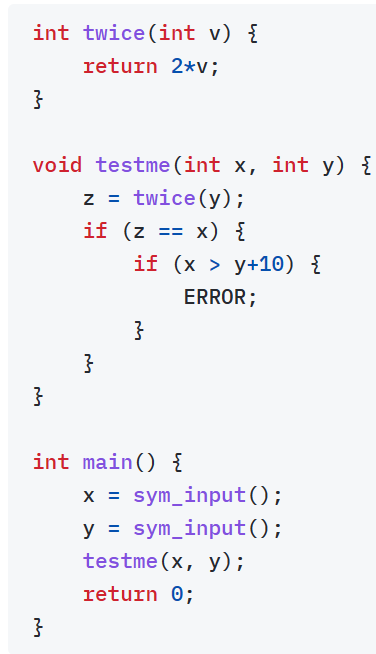 int twice(int v) {
    return 2*v;
}

void testme(int x, int y) {
    z = twice(y);
    if (z == x) {
        if (x > y+10) {
            ERROR;
        }
    }
}

int main() {
    x = sym_input();
    y = sym_input();
    testme(x, y);
    return 0;
}